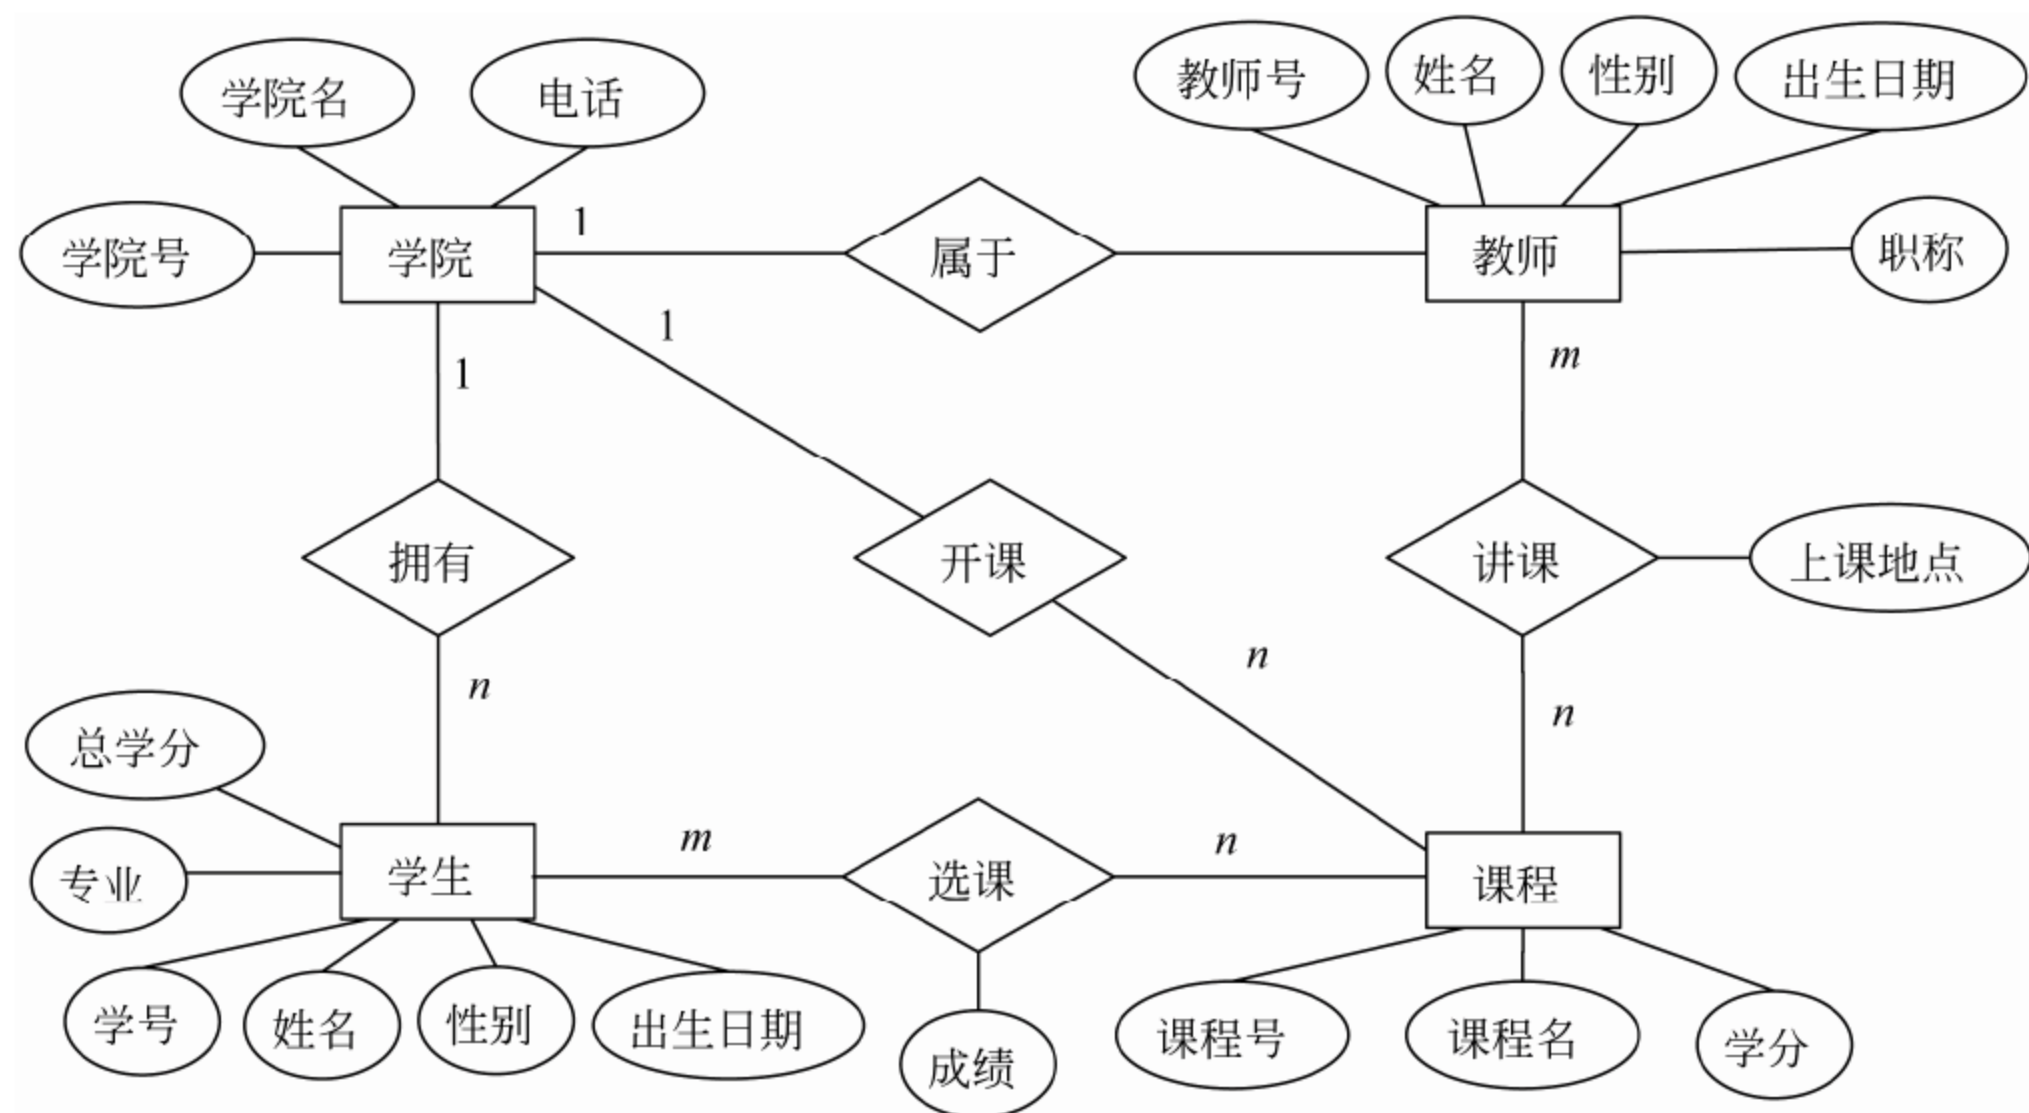 学院名
电话
教师号
姓名
性别
出生日期
学院号
学院
1
属于
教师
职称
1
1
m
拥有
开课
讲课
上课地点
n
n
n
总学分
专业
学生
m
选课
n
课程
学号
姓名
性别
出生日期
成绩
课程号
课程名
学分